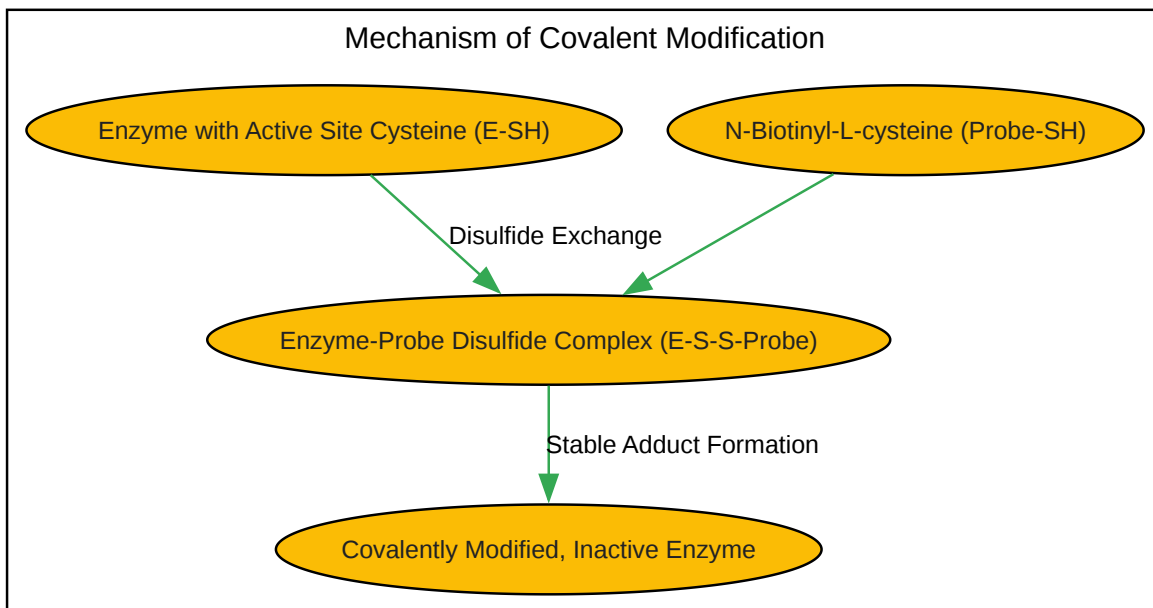 Mechanism of Covalent Modification
Enzyme with Active Site Cysteine (E-SH)
N-Biotinyl-L-cysteine (Probe-SH)
Disulfide Exchange
Enzyme-Probe Disulfide Complex (E-S-S-Probe)
Stable Adduct Formation
Covalently Modified, Inactive Enzyme